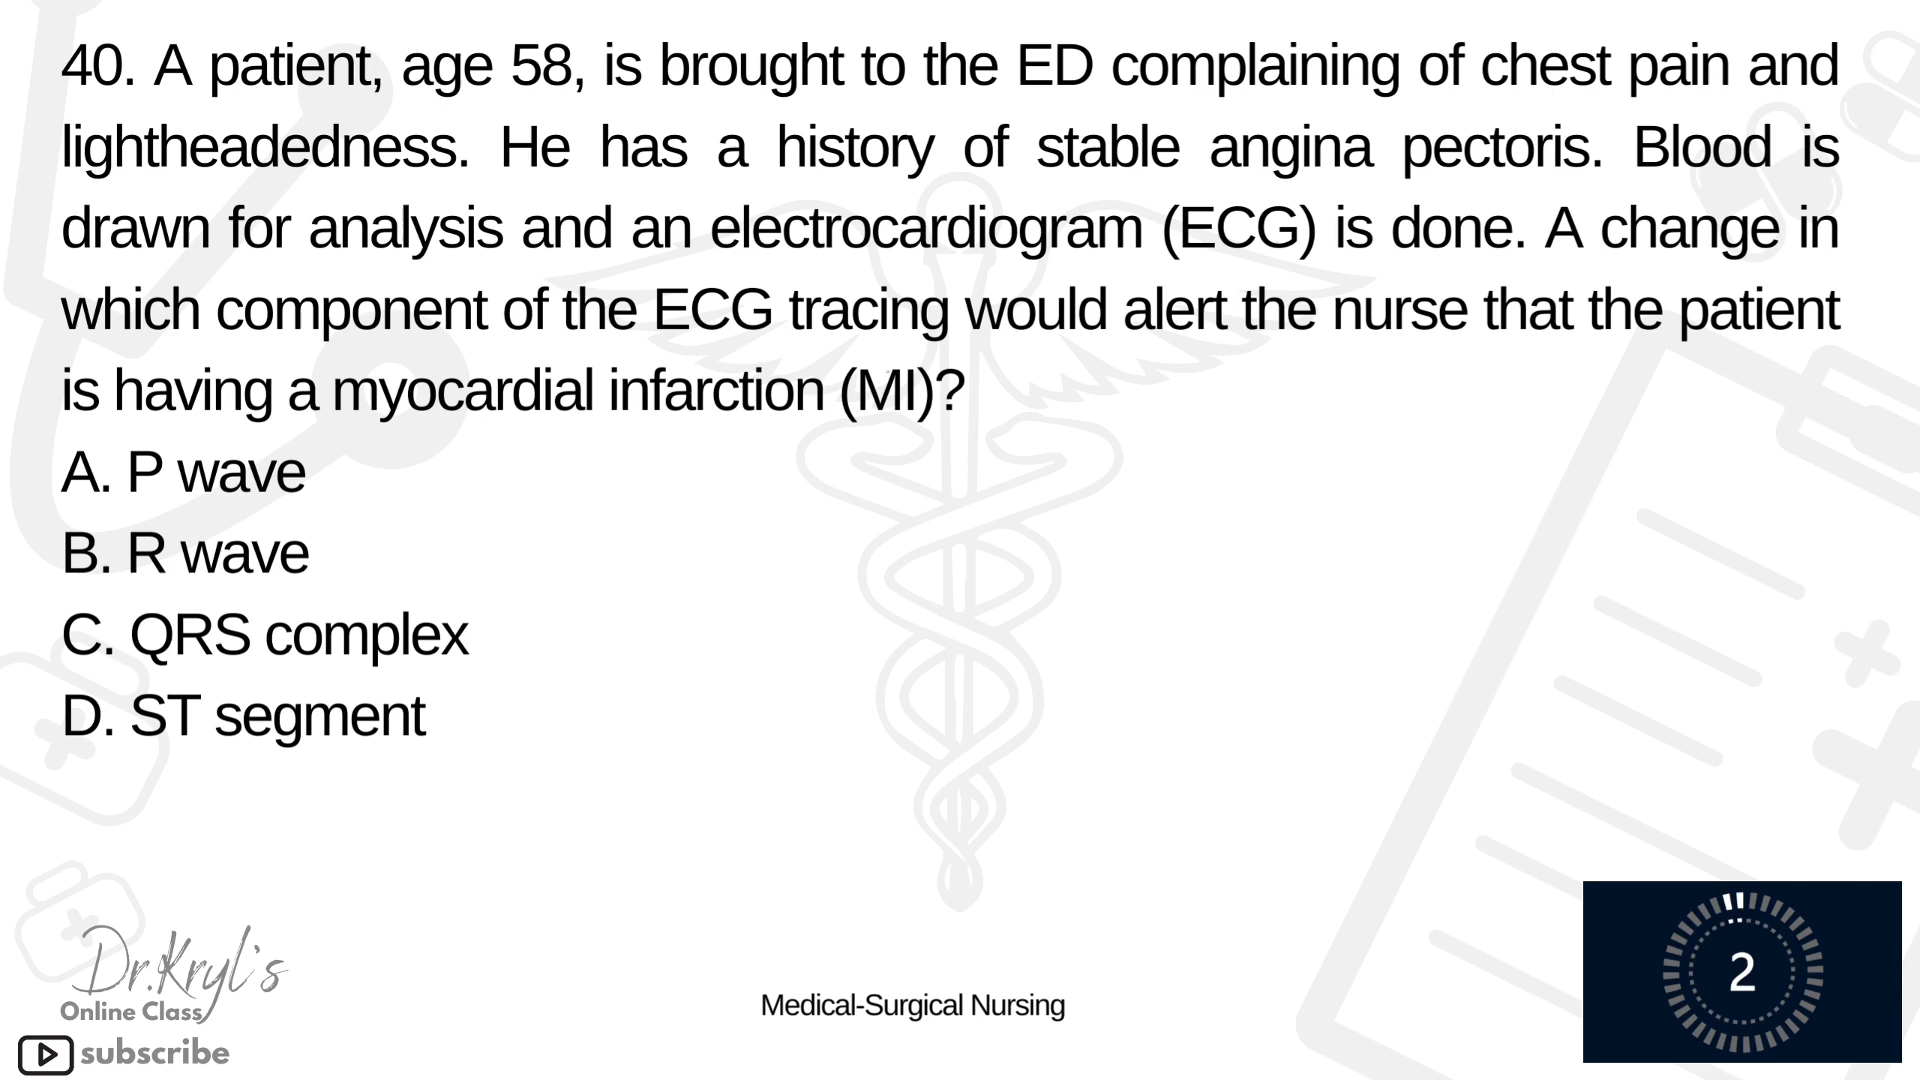 40. A patient, age 58, is brought to the ED complaining of chest pain and
lightheadedness. He has a history of stable angina pectoris. Blood is
drawn for analysis and an electrocardiogram (ECG) is done. A change in
which component of the ECG tracing would alert the nurse that the patient
is having a myocardial infarction (MI)?
A. P wave
B. R wave
C. QRS complex
D. ST segment
Dr.Kryl's
Online Class
subscribe
Medical-Surgical Nursing
2